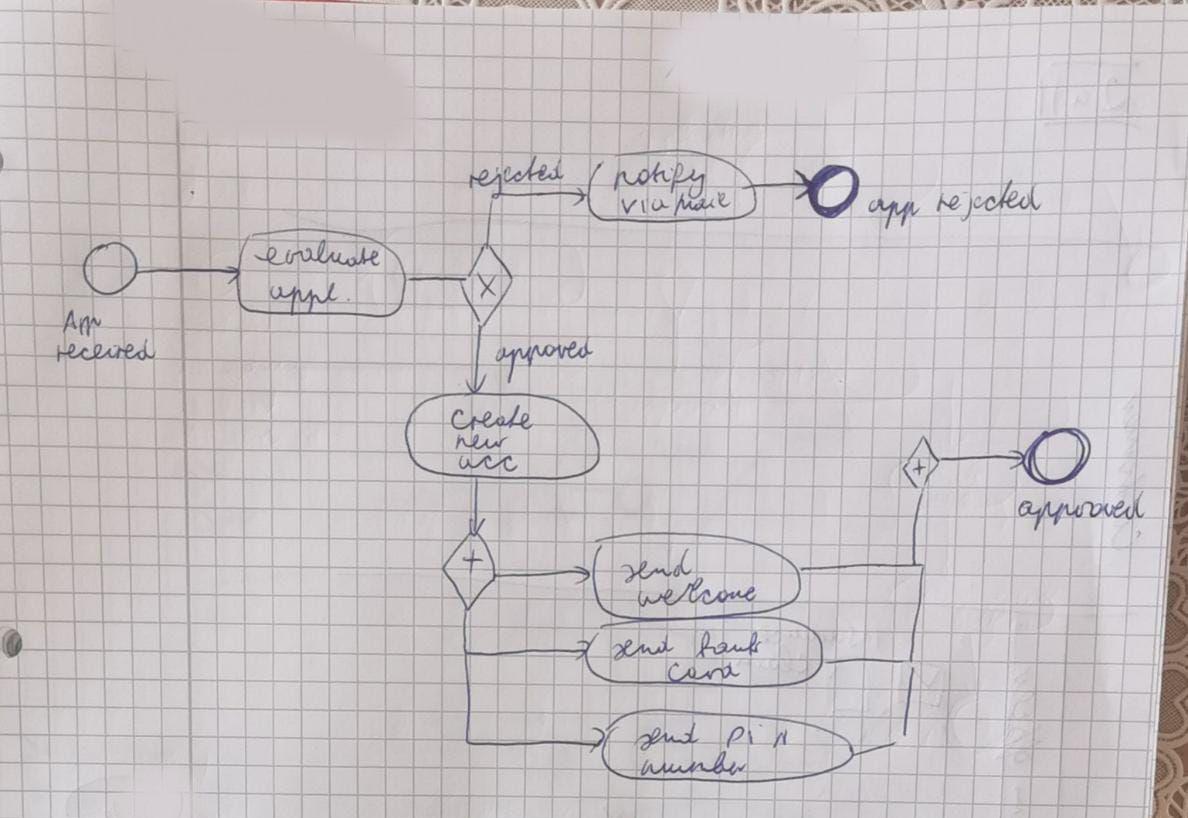 rejected
notify
via mail
app rejected
evaluate
appl.
X
App
received
approved
Create
new
acc
+
approved
+
send
welcome
send bank
card
send pin
number